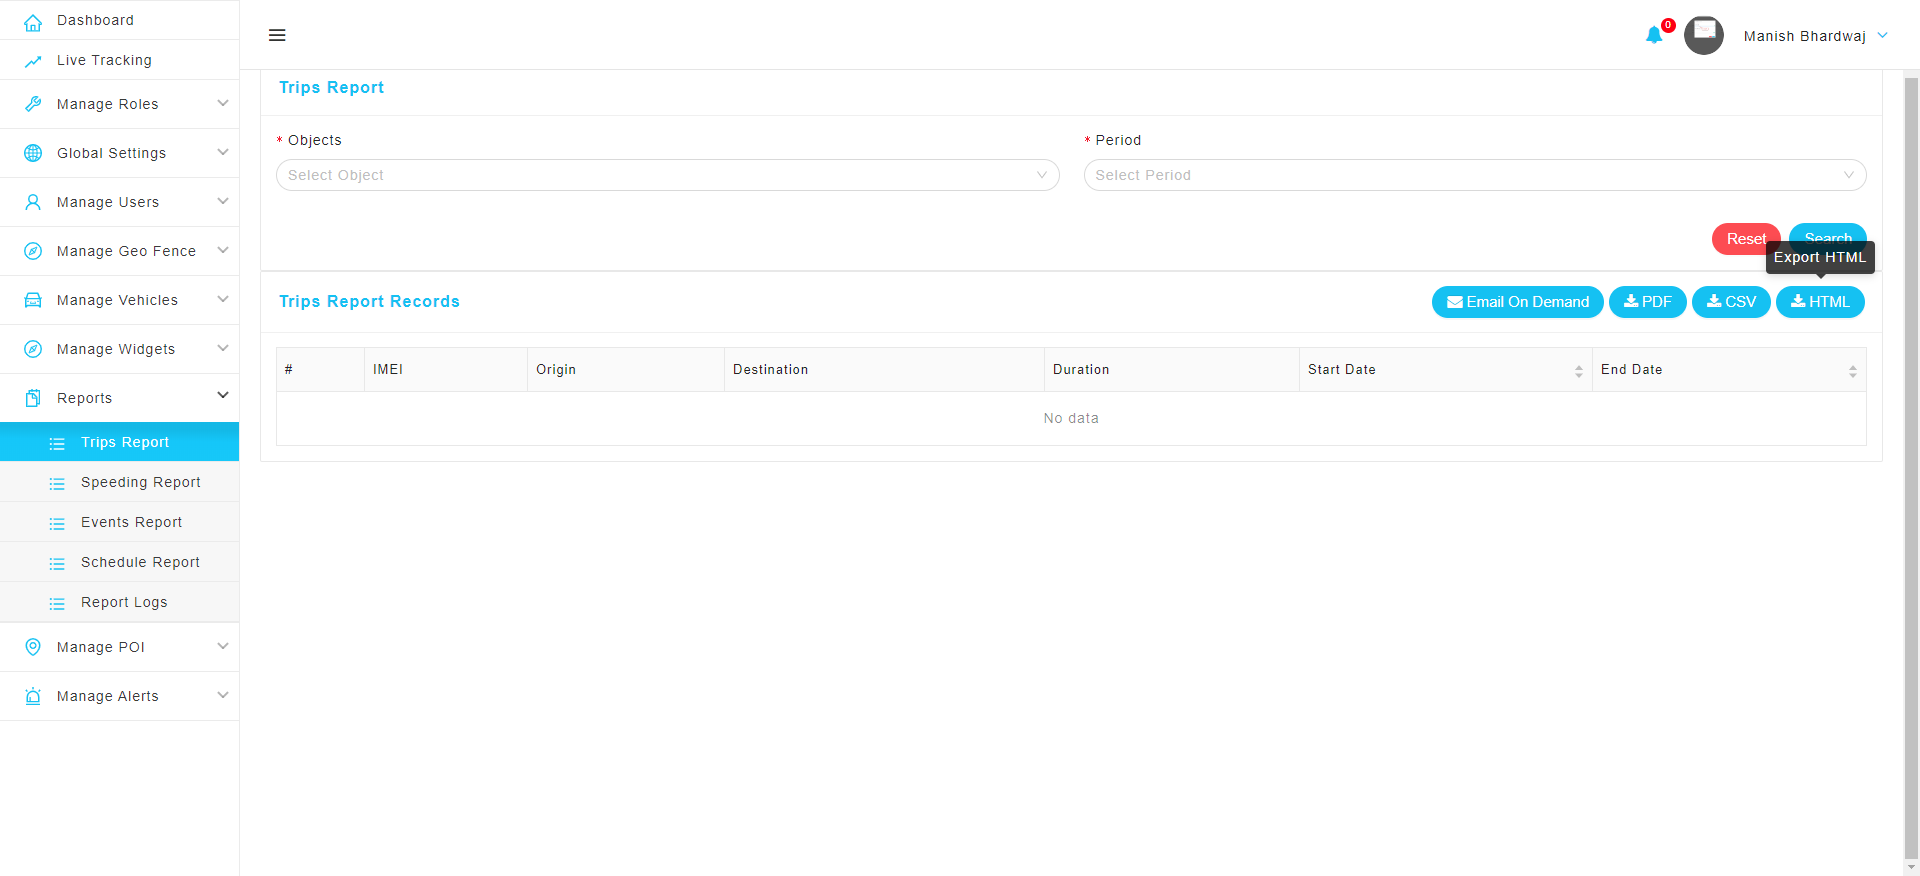 Dashboard
Live Tracking
Manage Roles
Global Settings
Manage Users
Manage Geo Fence
Manage Vehicles
Manage Widgets
Reports
Trips Report
Speeding Report
Events Report
Schedule Report
Report Logs
Manage POI
Manage Alerts
0
Manish Bhardwaj
Trips Report
* Objects
Select Object
* Period
Select Period
Reset
Search
Export HTML
Trips Report Records
Email On Demand
PDF
CSV
HTML
# IMEI Origin Destination Duration Start Date End Date
No data